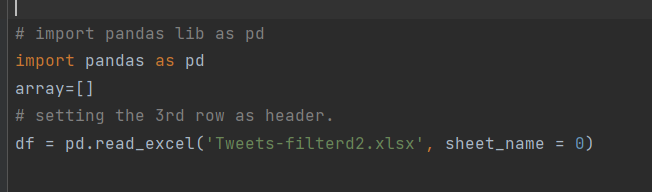 # import pandas lib as pd
import pandas as pd
array=[]
# setting the 3rd row as header.
df = pd.read_excel('Tweets-filterd2.xlsx', sheet_name = 0)